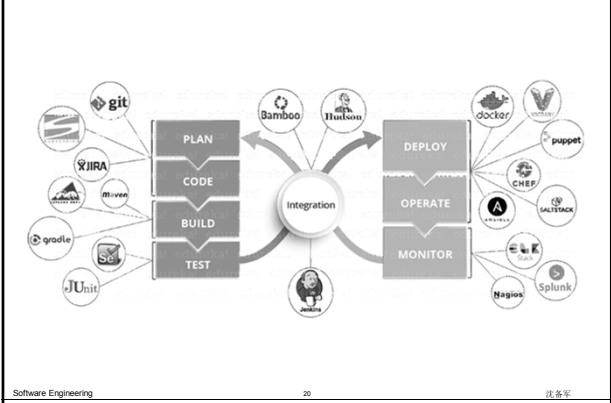 git
PLAN
JIRA
CODE
maven
BUILD
gradle
Se
TEST
JUnit
Bamboo
Hudson
Integration
Jenkins
docker
DEPLOY
puppet
CHEF
OPERATE
A
ANSIBLE
SALTSTACK
MONITOR
Stack
Splunk
Nagios
Software Engineering
20
沈备军